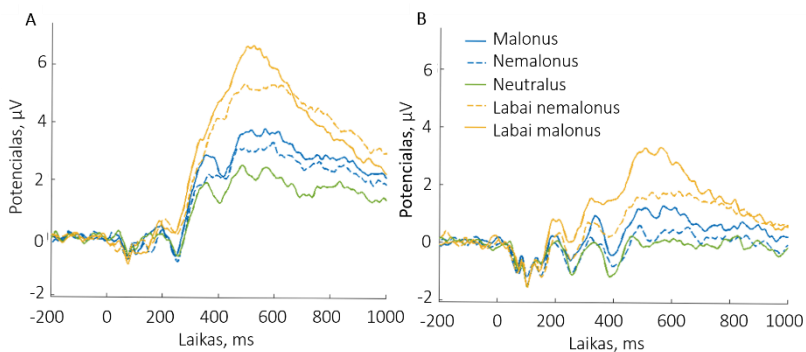 A
6
4
2
0
-2
Potencialas, µV
-200 0 200 400 600 800 1000
Laikas, ms
B
6
4
2
0
-2
Potencialas, µV
Malonus
Nemalonus
Neutralus
Labai nemalonus
Labai malonus
-200 0 200 400 600 800 1000
Laikas, ms